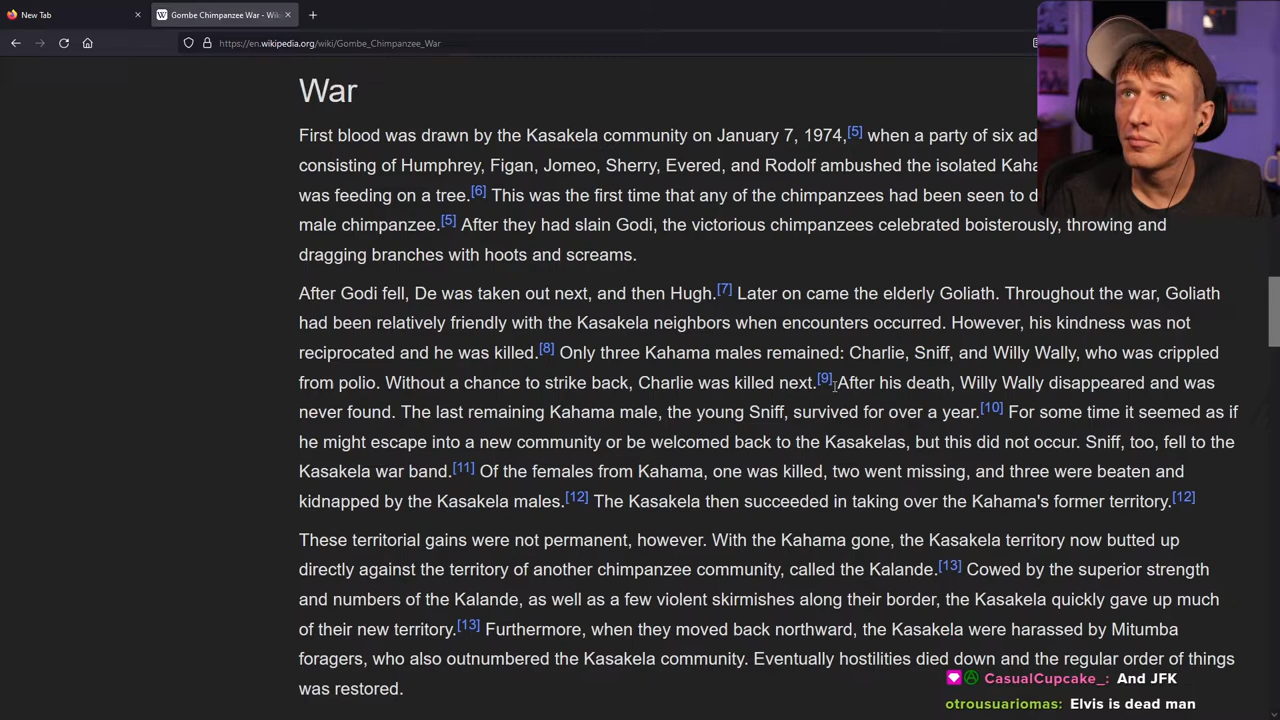 New Tab
Gombe Chimpanzee War - Wi
https://en.wikipedia.org/wiki/Gombe_Chimpanzee_War
War
First blood was drawn by the Kasakela community on January 7, 1974,[5] when a party of six ad
consisting of Humphrey, Figan, Jomeo, Sherry, Evered, and Rodolf ambushed the isolated Kaha
was feeding on a tree.[6] This was the first time that any of the chimpanzees had been seen to d
male chimpanzee.[5] After they had slain Godi, the victorious chimpanzees celebrated boisterously, throwing and
dragging branches with hoots and screams.
After Godi fell, De was taken out next, and then Hugh.[7] Later on came the elderly Goliath. Throughout the war, Goliath
had been relatively friendly with the Kasakela neighbors when encounters occurred. However, his kindness was not
reciprocated and he was killed.[8] Only three Kahama males remained: Charlie, Sniff, and Willy Wally, who was crippled
from polio. Without a chance to strike back, Charlie was killed next.[9] After his death, Willy Wally disappeared and was
never found. The last remaining Kahama male, the young Sniff, survived for over a year.[10] For some time it seemed as if
he might escape into a new community or be welcomed back to the Kasakelas, but this did not occur. Sniff, too, fell to the
Kasakela war band.[11] Of the females from Kahama, one was killed, two went missing, and three were beaten and
kidnapped by the Kasakela males.[12] The Kasakela then succeeded in taking over the Kahama's former territory.[12]
These territorial gains were not permanent, however. With the Kahama gone, the Kasakela territory now butted up
directly against the territory of another chimpanzee community, called the Kalande.[13] Cowed by the superior strength
and numbers of the Kalande, as well as a few violent skirmishes along their border, the Kasakela quickly gave up much
of their new territory.[13] Furthermore, when they moved back northward, the Kasakela were harassed by Mitumba
foragers, who also outnumbered the Kasakela community. Eventually hostilities died down and the regular order of things
was restored.
CasualCupcake_: And JFK
otrousuariomas: Elvis is dead man